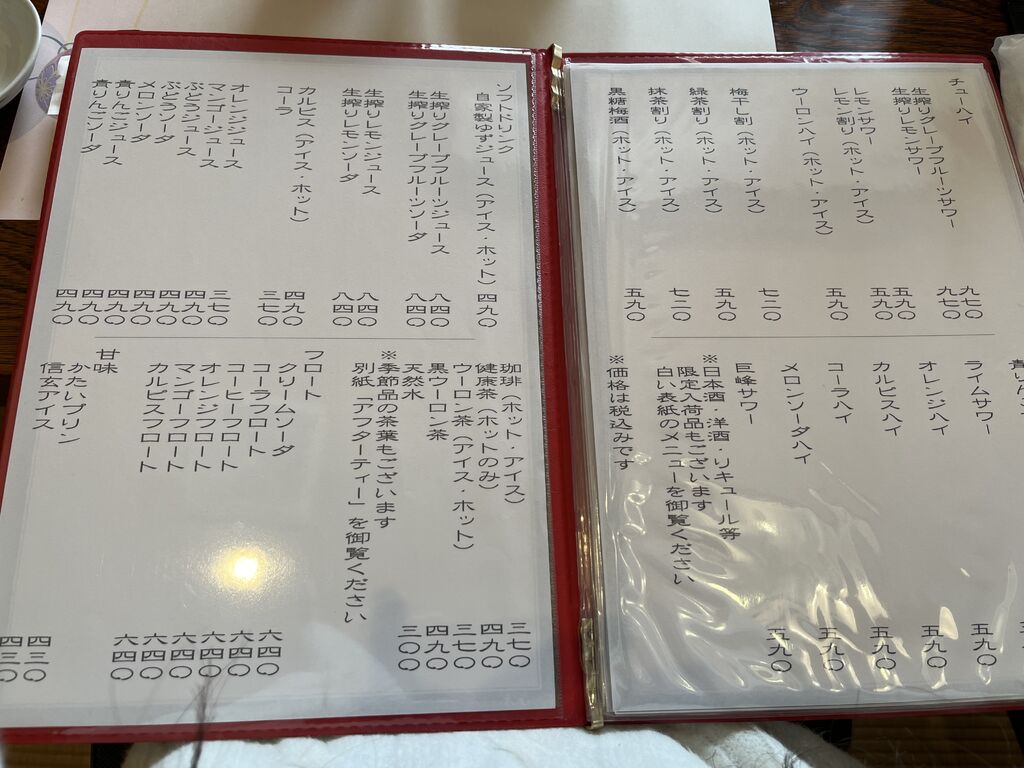 チューハイ
生搾りグレープフルーツサワー 九七〇
生搾りレモンサワー 九七〇
レモンサワー 五九〇
レモン割り（ホット・アイス） 五九〇
ウーロンハイ（ホット・アイス） 五九〇
梅干し割（ホット・アイス） 七二〇
緑茶割り（ホット・アイス） 五九〇
抹茶割り（ホット・アイス） 七二〇
黒糖梅酒（ホット・アイス） 五九〇
ライムサワー 五九〇
オレンジハイ 五九〇
カルピスハイ 五九〇
コーラハイ 五九〇
メロンソーダハイ 五九〇
巨峰サワー
※日本酒・洋酒・リキュール等
限定入荷品もございます
白い表紙のメニューを御覧ください
※価格は税込みです
ソフトドリンク
自家製ゆずジュース（アイス・ホット） 四九〇
生搾りグレープフルーツジュース 八四〇
生搾りグレープフルーツソーダ 八四〇
生搾りレモンジュース 八四〇
生搾りレモンソーダ 八四〇
カルピス（アイス・ホット） 四九〇
コーラ 三七〇
オレンジジュース 三七〇
マンゴージュース 四九〇
ぶどうジュース 四九〇
ぶどうソーダ 四九〇
メロンソーダ 四九〇
青りんごジュース 四九〇
青りんごソーダ 四九〇
珈琲（ホット・アイス） 三七〇
健康茶（ホットのみ） 四九〇
ウーロン茶（アイス・ホット） 三七〇
黒ウーロン茶 四九〇
天然水 三〇〇
※季節品の茶葉もございます
別紙「アフターティー」を御覧ください
フロート
クリームソーダ 六四〇
コーラフロート 六四〇
コーヒーフロート 六四〇
オレンジフロート 六四〇
マンゴーフロート 六四〇
カルピスフロート 六四〇
甘味
かたいプリン 四三〇
信玄アイス 四三〇